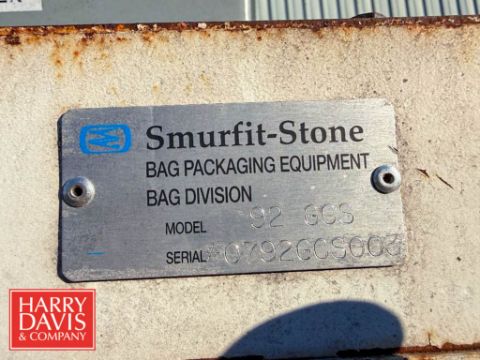 Smurfit-Stone
BAG PACKAGING EQUIPMENT
BAG DIVISION
MODEL 92 GCS
SERIAL 0792GCS003
HARRY
DAVIS
& COMPANY